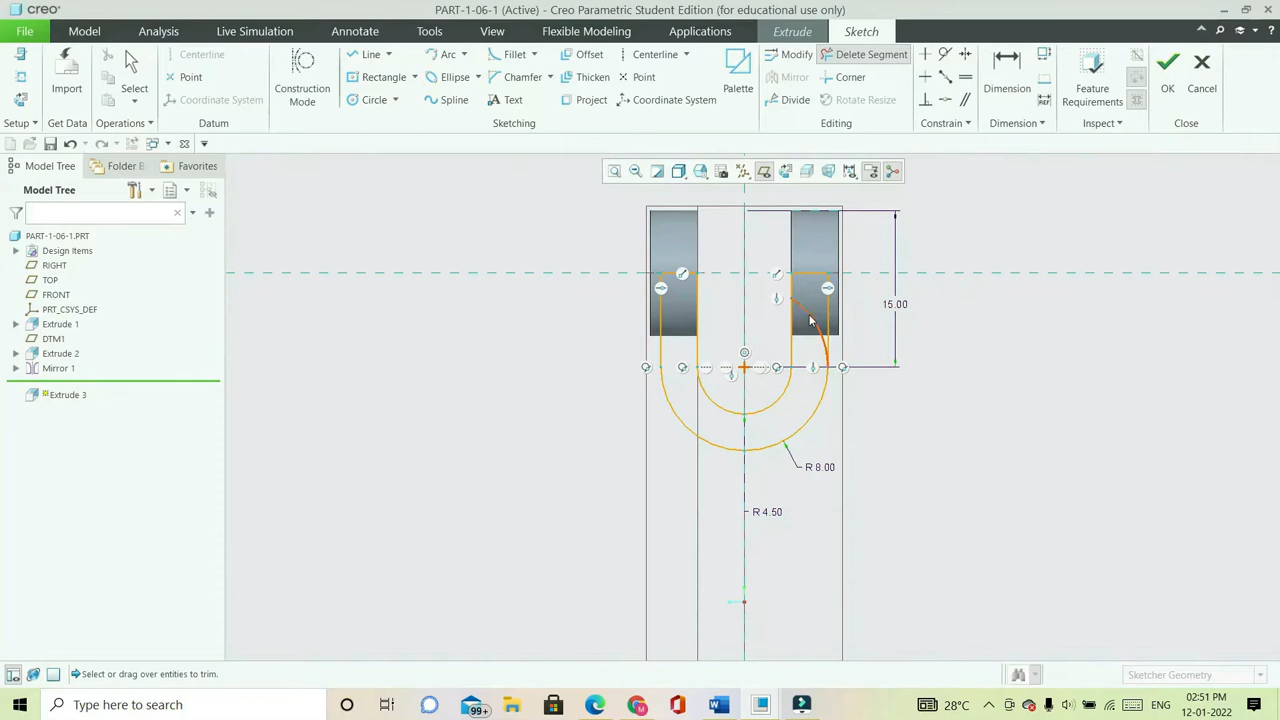 creo
PART-1-06-1 (Active) - Creo Parametric Student Edition (for educational use only)
File Model Analysis Live Simulation Annotate Tools View Flexible Modeling Applications Extrude Sketch
Centerline Line Arc Fillet Offset Centerline Modify Delete Segment
Point Rectangle Ellipse Chamfer Thicken Point Mirror Corner
Import Select Coordinate System Construction Mode Circle Spline Text Project Coordinate System Palette Divide Rotate Resize Dimension Feature Requirements OK Cancel
Setup Get Data Operations Datum Sketching Editing Constrain Dimension Inspect Close
Model Tree Folder B Favorites
Model Tree
PART-1-06-1.PRT
Design Items
RIGHT
TOP
FRONT
PRT_CSYS_DEF
Extrude 1
DTM1
Extrude 2
Mirror 1
Extrude 3
15.00
R 8.00
R 4.50
Select or drag over entities to trim.
Sketcher Geometry
Type here to search
99+
28°C
ENG
02:51 PM
12-01-2022